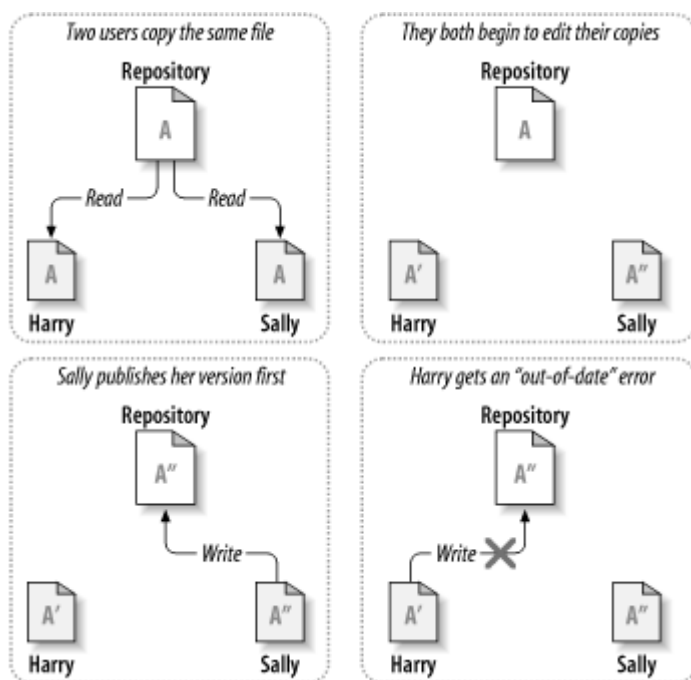 Two users copy the same file
Repository
A
Read
Read
A
A
Harry
Sally
They both begin to edit their copies
Repository
A
A′
A″
Harry
Sally
Sally publishes her version first
Repository
A″
Write
A′
A″
Harry
Sally
Harry gets an “out-of-date” error
Repository
A″
Write
A′
A″
Harry
Sally